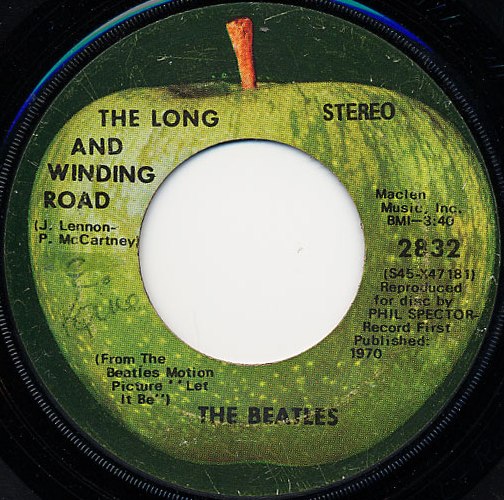 THE LONG
AND
WINDING
ROAD
(J. Lennon-
P. McCartney)
STEREO
Maclen
Music, Inc.
BMI-3:40
2832
(S45-X47181)
Reproduced
for disc by
PHIL SPECTOR
Record First
Published:
1970
(From The
Beatles Motion
Picture "Let
It Be")
THE BEATLES